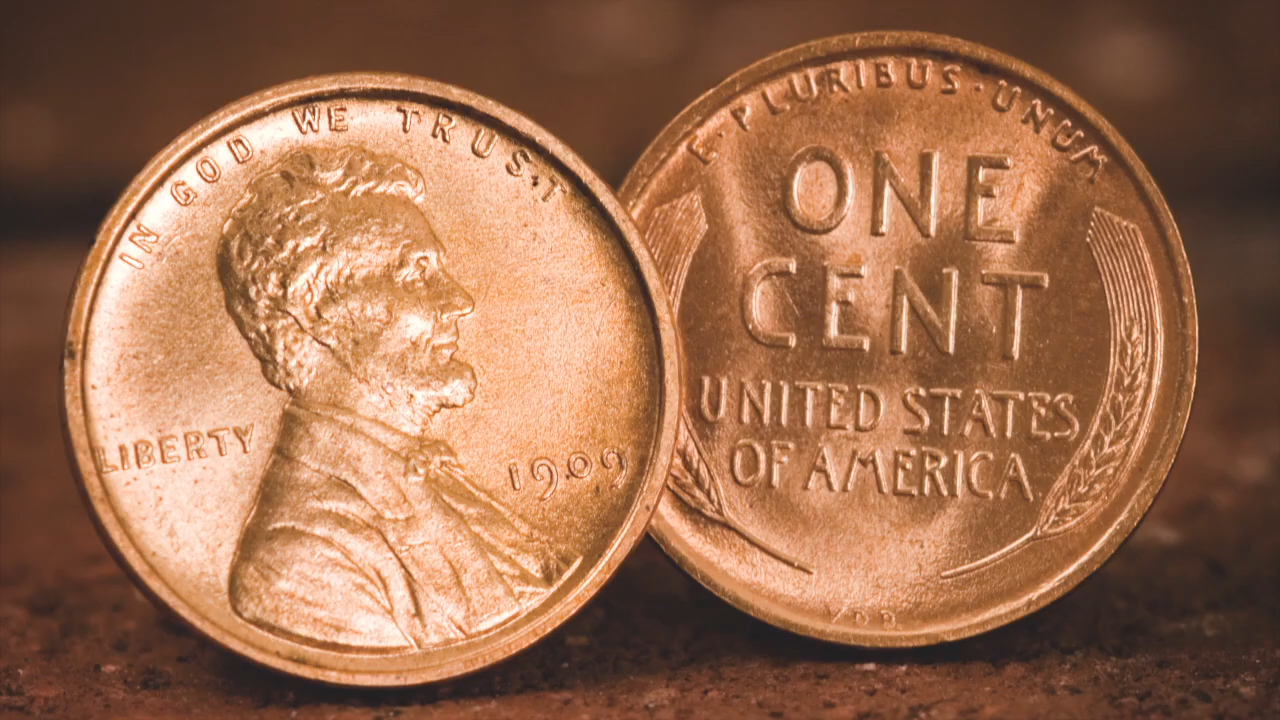 IN GOD WE TRUST
LIBERTY
1909
E·PLURIBUS·UNUM
ONE
CENT
UNITED STATES
OF AMERICA